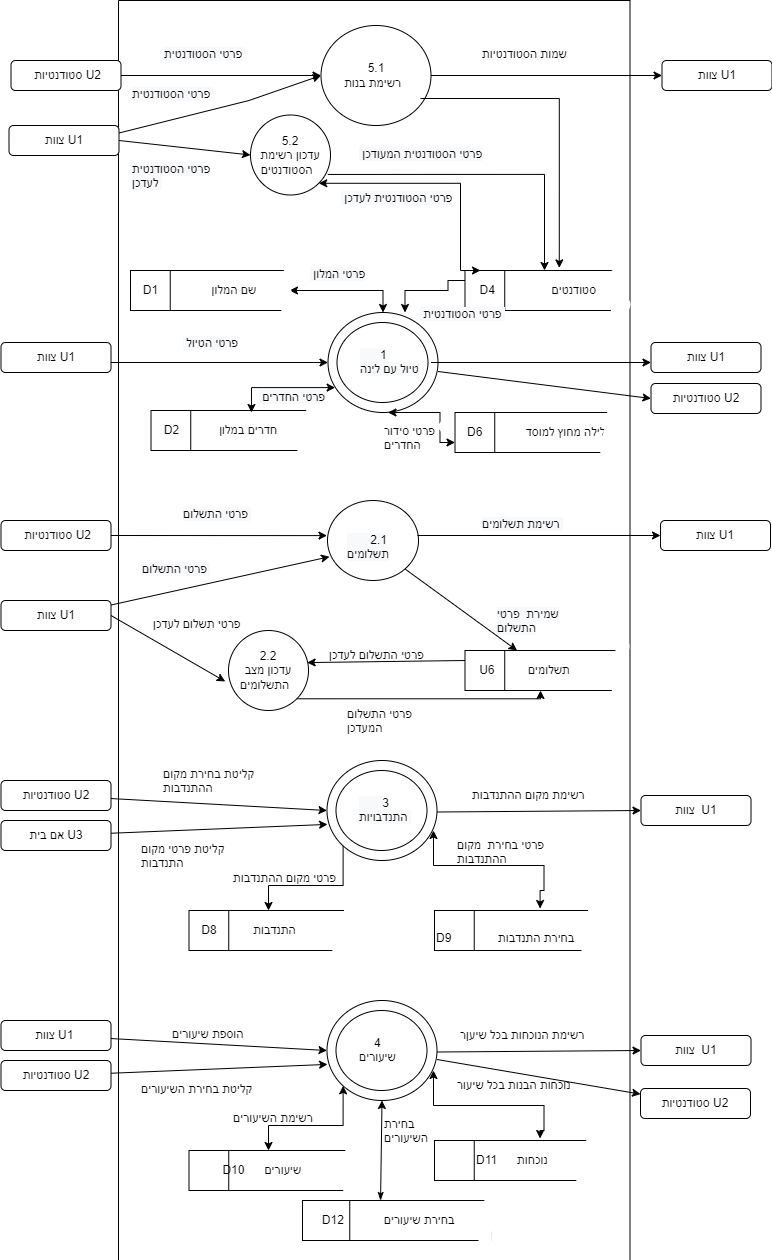 פרטי הסטודנטית
5.1
רשימת בנות
שמות הסטודנטיות
סטודנטיות U2
צוות U1
פרטי הסטודנטית
צוות U1
5.2
עדכון רשימת
הסטודנטים
פרטי הסטודנטית המעודכן
פרטי הסטודנטית
לעדכן
פרטי הסטודנטית לעדכן
פרטי המלון
D1
שם המלון
D4
סטודנטים
פרטי הסטודנטית
פרטי הטיול
צוות U1
1
טיול עם לינה
צוות U1
סטודנטיות U2
פרטי החדרים
D2
חדרים במלון
פרטי סידור
החדרים
D6
לילה מחוץ למוסד
פרטי התשלום
סטודנטיות U2
2.1
תשלומים
רשימת תשלומים
צוות U1
פרטי התשלום
צוות U1
פרטי תשלום לעדכן
שמירת פרטי
התשלום
2.2
עדכון מצב
התשלומים
פרטי התשלום לעדכן
U6
תשלומים
פרטי התשלום
המעדכן
קליטת בחירת מקום
ההתנדבות
סטודנטיות U2
3
התנדבויות
רשימת מקום ההתנדבות
צוות U1
אם בית U3
קליטת פרטי מקום
התנדבות
פרטי בחירת מקום
ההתנדבות
פרטי מקום ההתנדבות
D8
התנדבות
D9
בחירת התנדבות
הוספת שיעורים
צוות U1
4
שיעורים
רשימת הנוכחות בכל שיעןר
צוות U1
סטודנטיות U2
קליטת בחירת השיעורים
נוכחות הבנות בכל שיעור
סטודנטיות U2
רשימת השיעורים
בחירת
השיעורים
D10
שיעורים
D11
נוכחות
D12
בחירת שיעורים